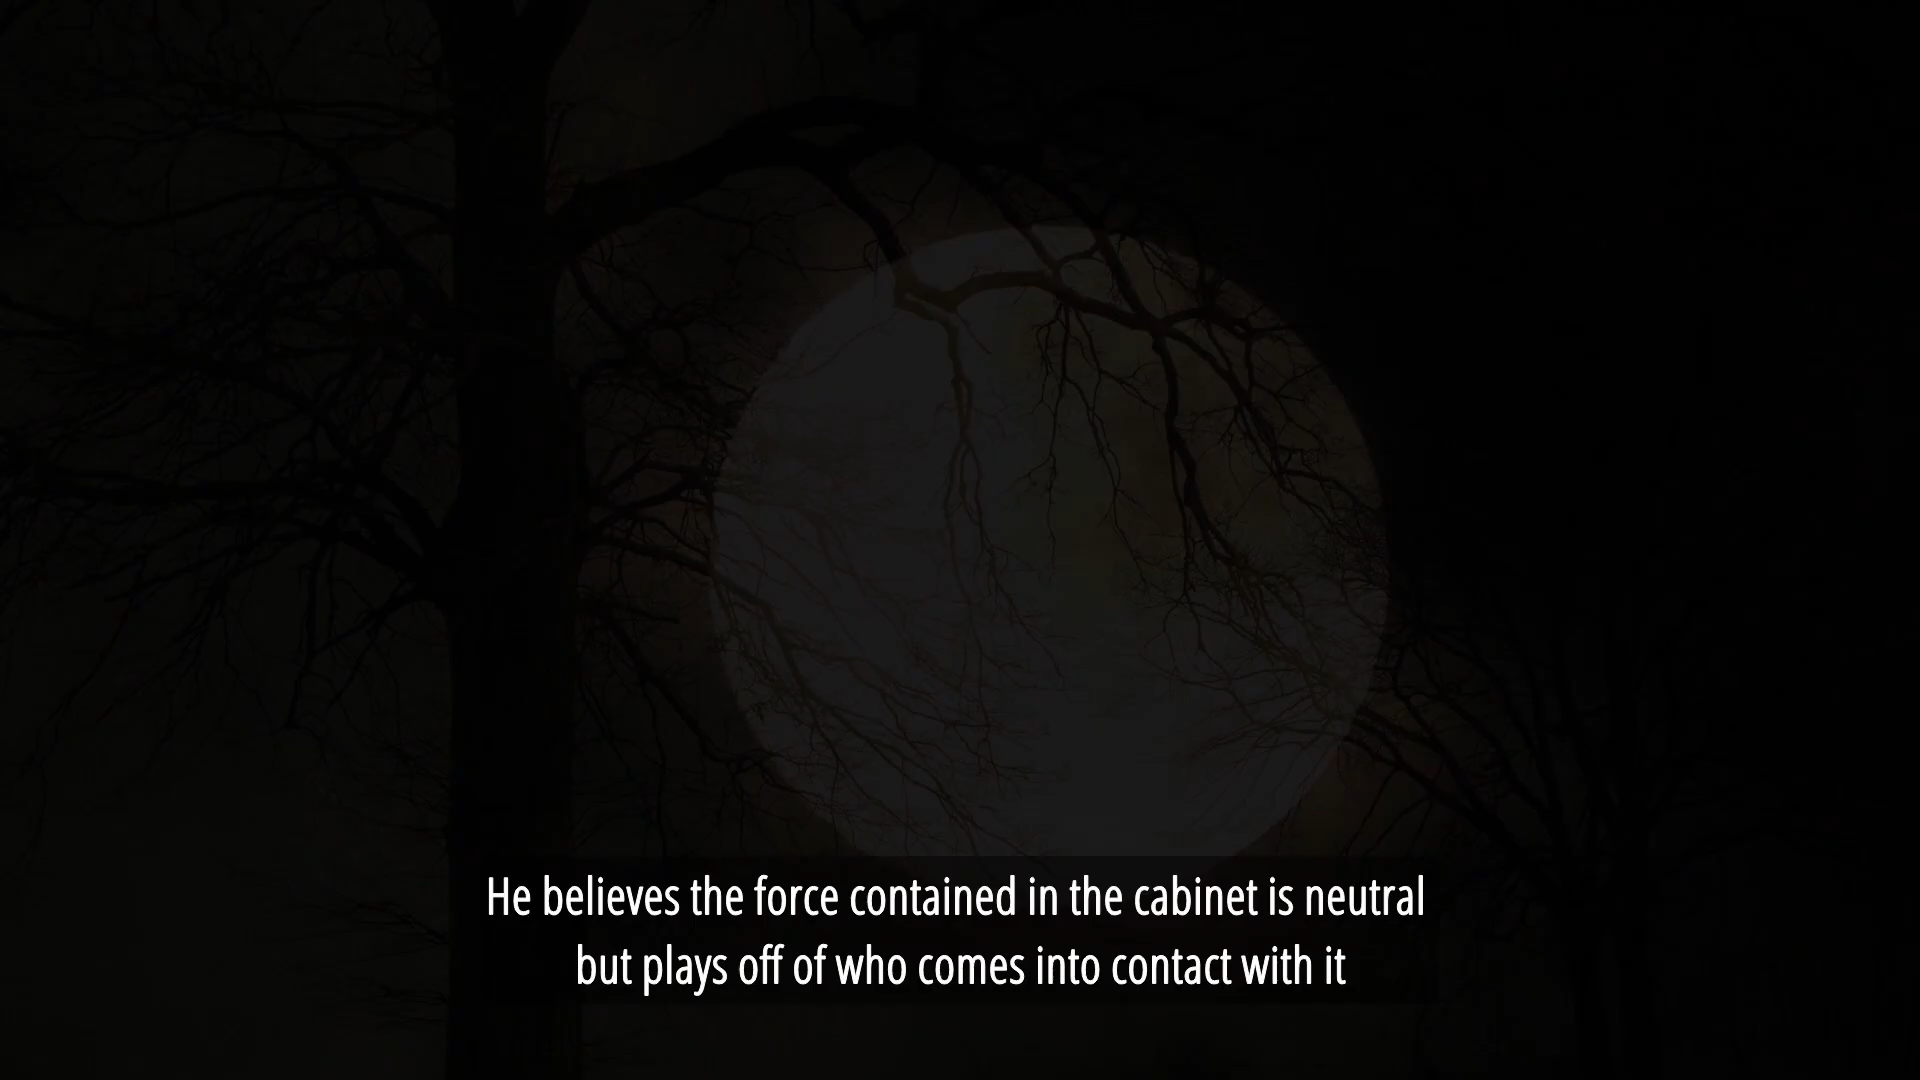 He believes the force contained in the cabinet is neutral
but plays off of who comes into contact with it